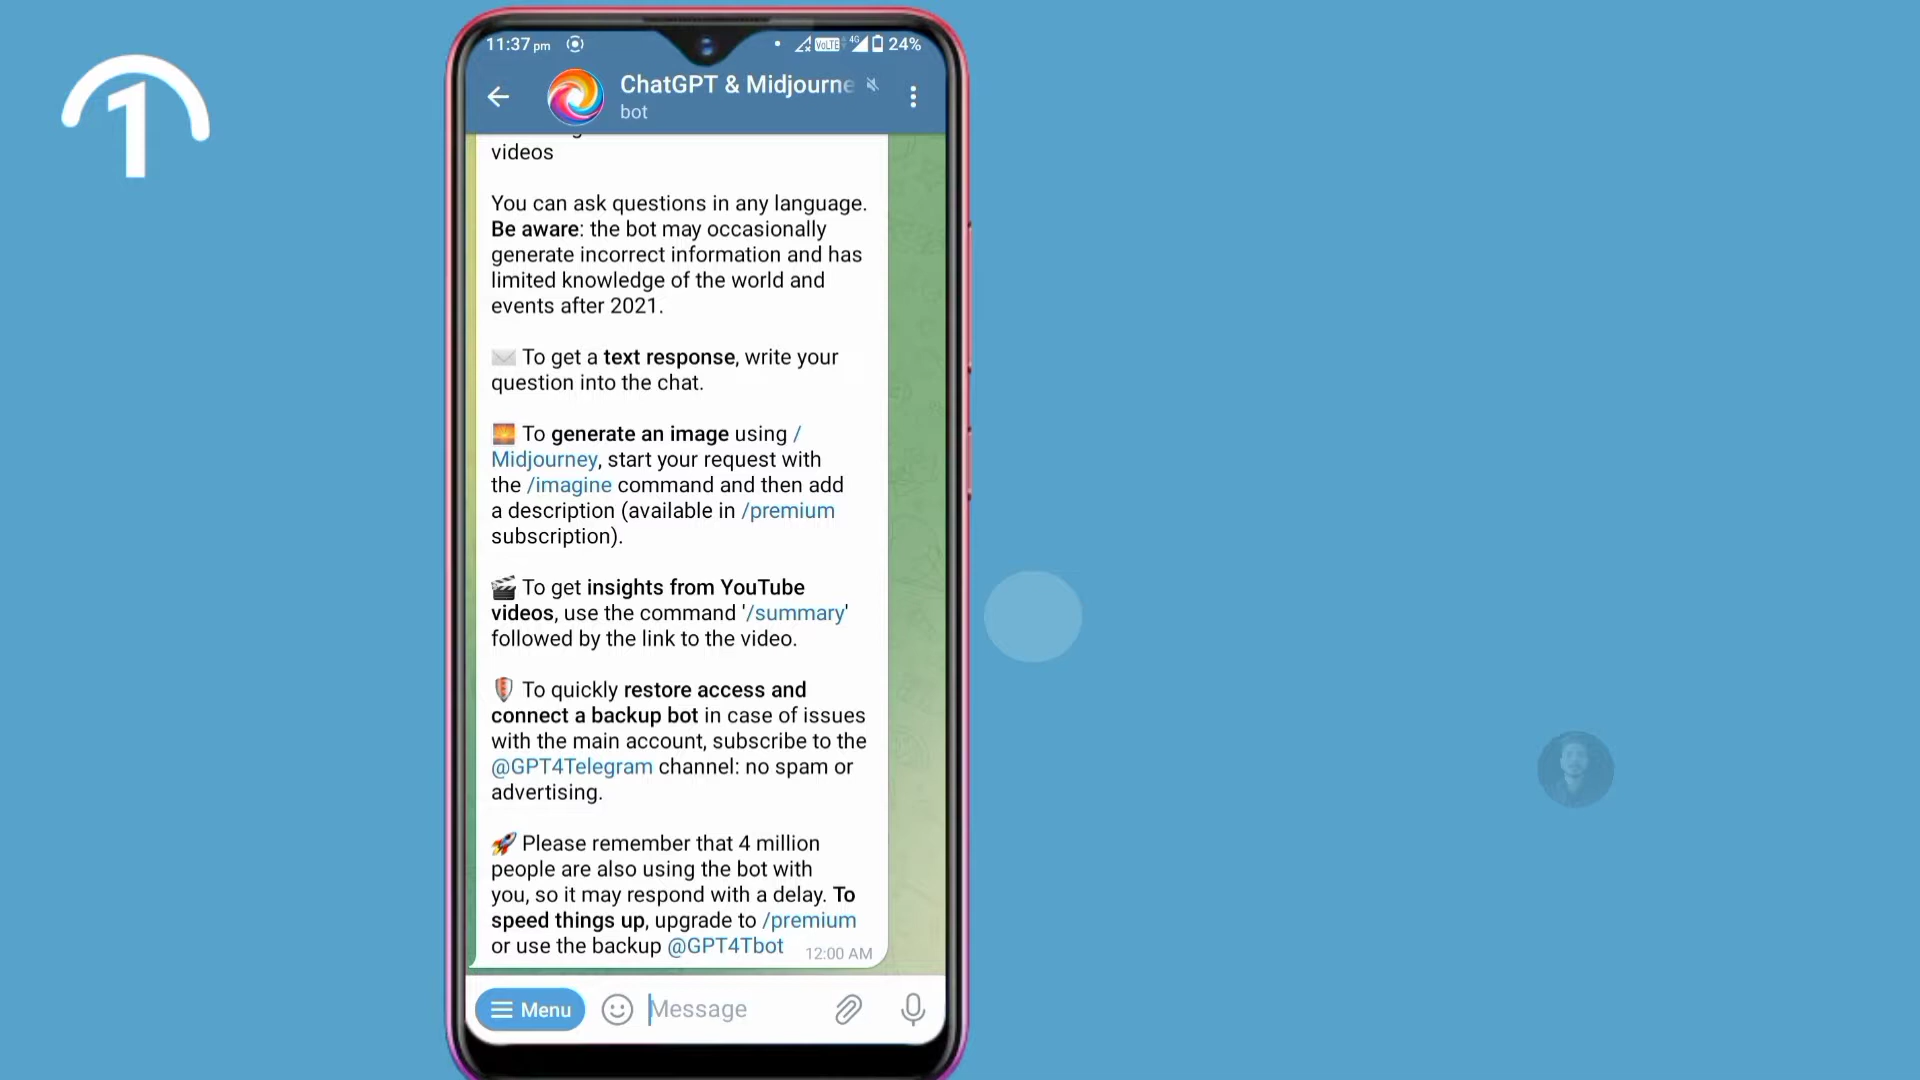 1
11:37 pm
VoLTE
4G
24%
ChatGPT & Midjourne
bot
videos
You can ask questions in any language.
Be aware: the bot may occasionally
generate incorrect information and has
limited knowledge of the world and
events after 2021.
✉️ To get a text response, write your
question into the chat.
🌅 To generate an image using /
Midjourney, start your request with
the /imagine command and then add
a description (available in /premium
subscription).
🎬 To get insights from YouTube
videos, use the command '/summary'
followed by the link to the video.
🛡️ To quickly restore access and
connect a backup bot in case of issues
with the main account, subscribe to the
@GPT4Telegram channel: no spam or
advertising.
🚀 Please remember that 4 million
people are also using the bot with
you, so it may respond with a delay. To
speed things up, upgrade to /premium
or use the backup @GPT4Tbot
12:00 AM
Menu
Message